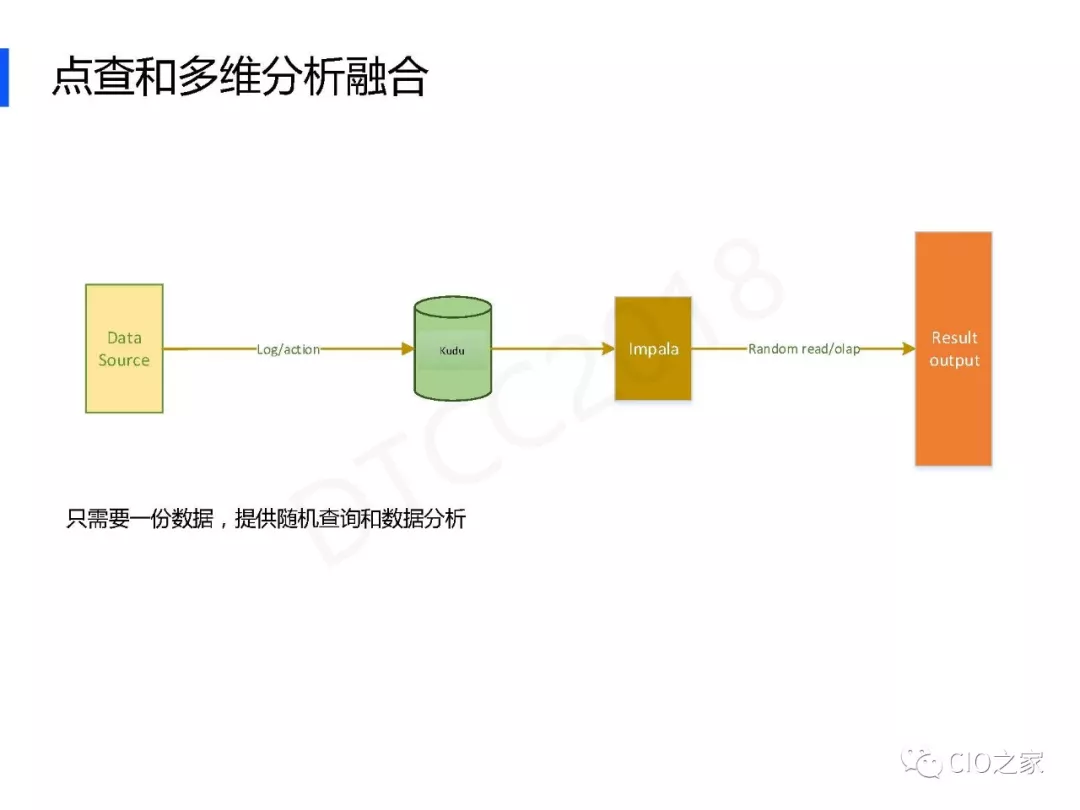 点查和多维分析融合
Data
Source
Log/action
Kudu
Impala
Random read/olap
Result
output
只需要一份数据，提供随机查询和数据分析
DTCC2018
CIO之家